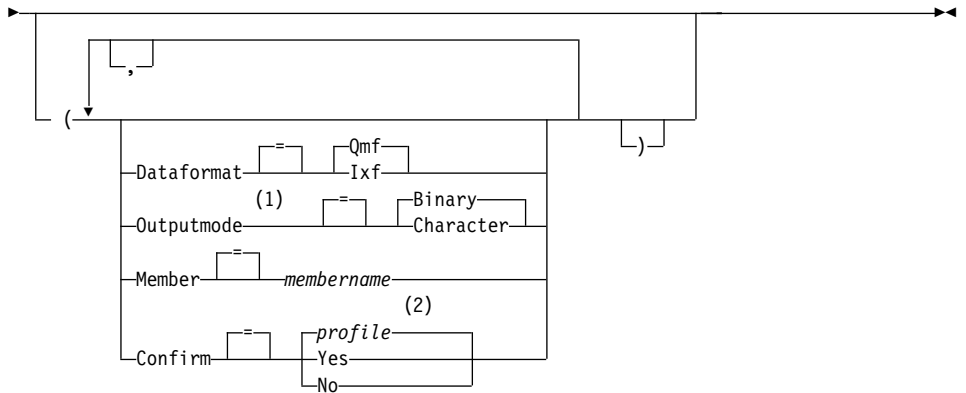 ,
(
)
= Qmf
Dataformat Ixf
(1)
= Binary
Outputmode Character
=
Member membername
(2)
= profile
Confirm Yes
No